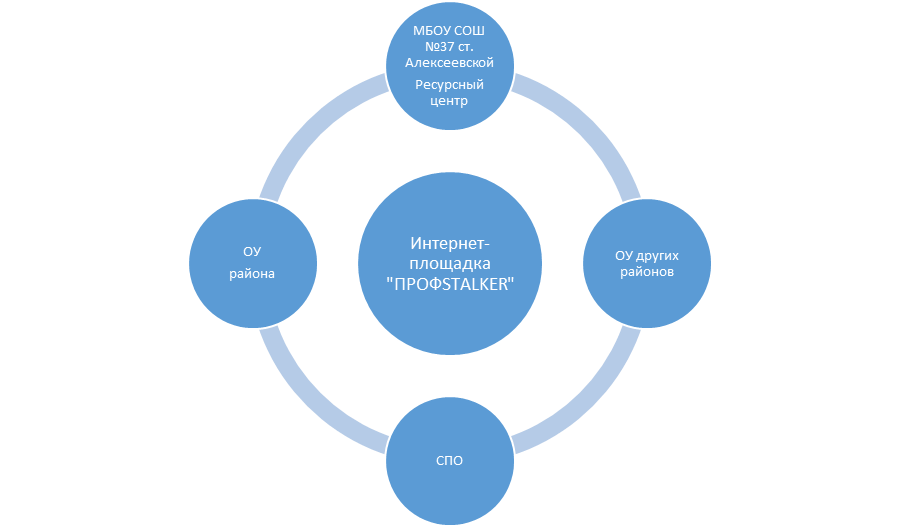 МБОУ СОШ
№37 ст.
Алексеевской
Ресурсный
центр
ОУ
района
Интернет-
площадка
"ПРОФSTALKER"
ОУ других
районов
СПО